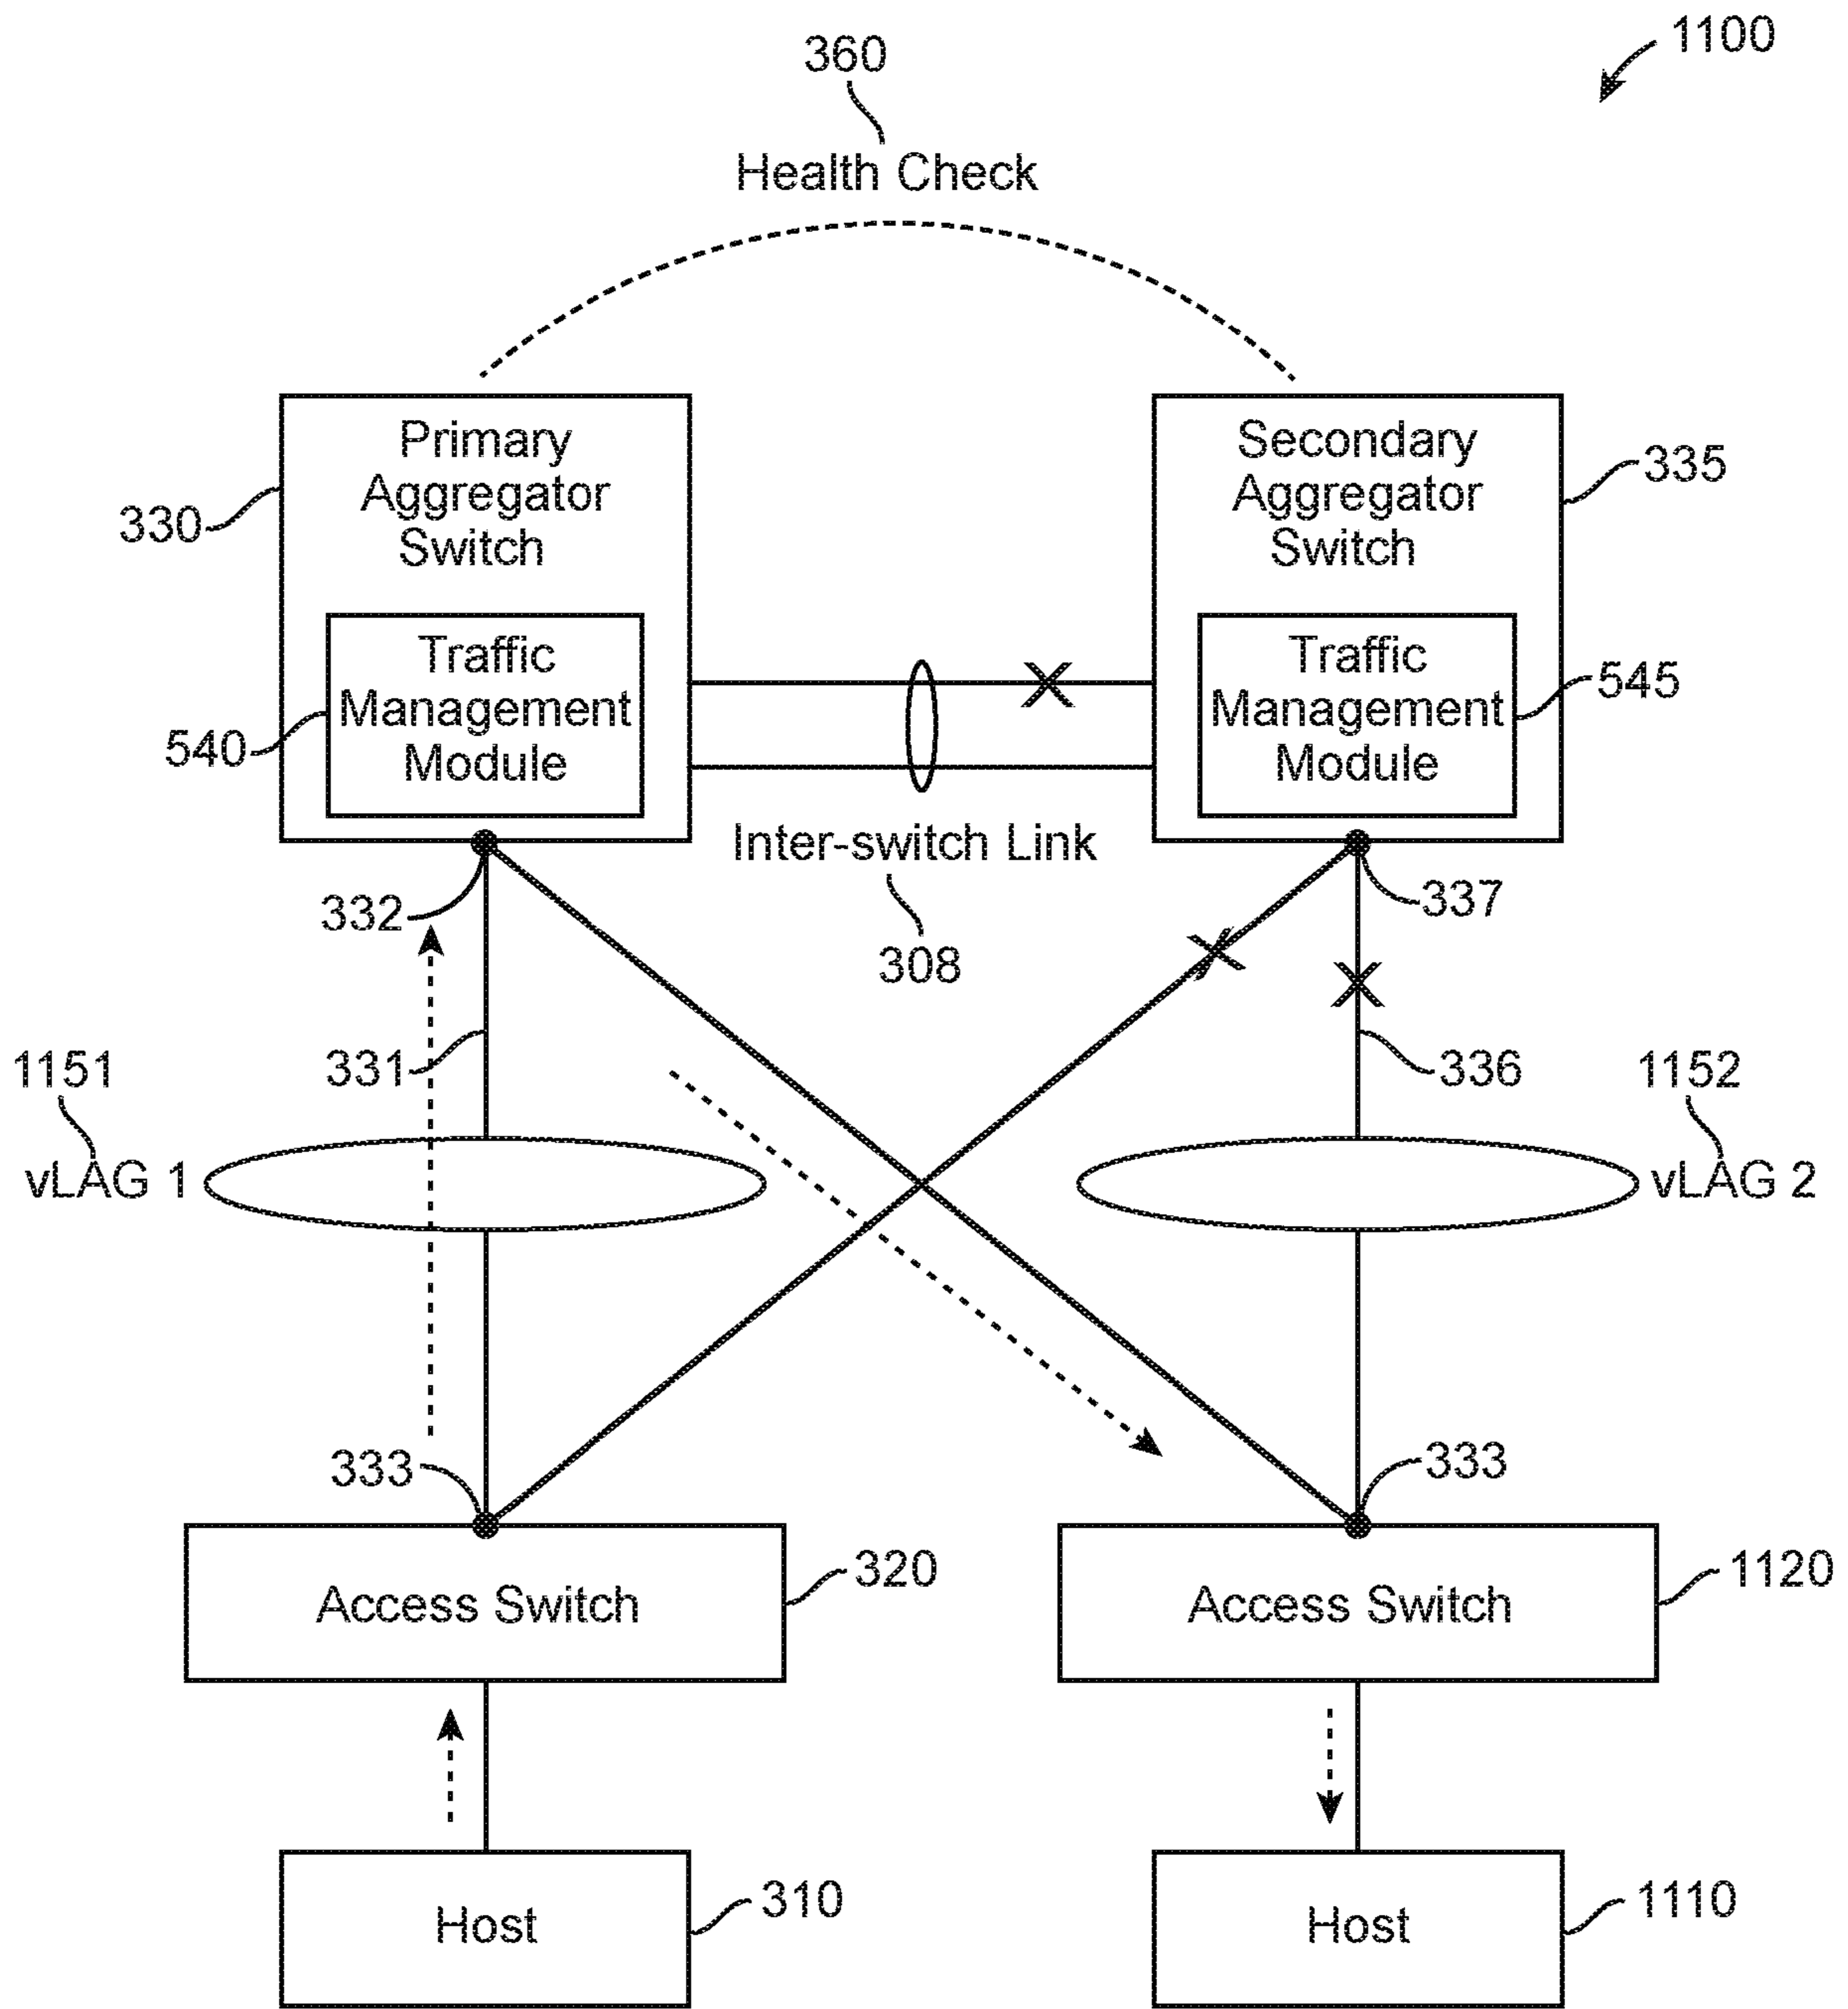 1100
360
Health Check
Primary
Aggregator
Switch
330
Secondary
Aggregator
Switch
335
Traffic
Management
Module
540
Traffic
Management
Module
545
Inter-switch Link
308
332
337
331
336
1151
vLAG 1
1152
vLAG 2
333
333
Access Switch
320
Access Switch
1120
Host
310
Host
1110